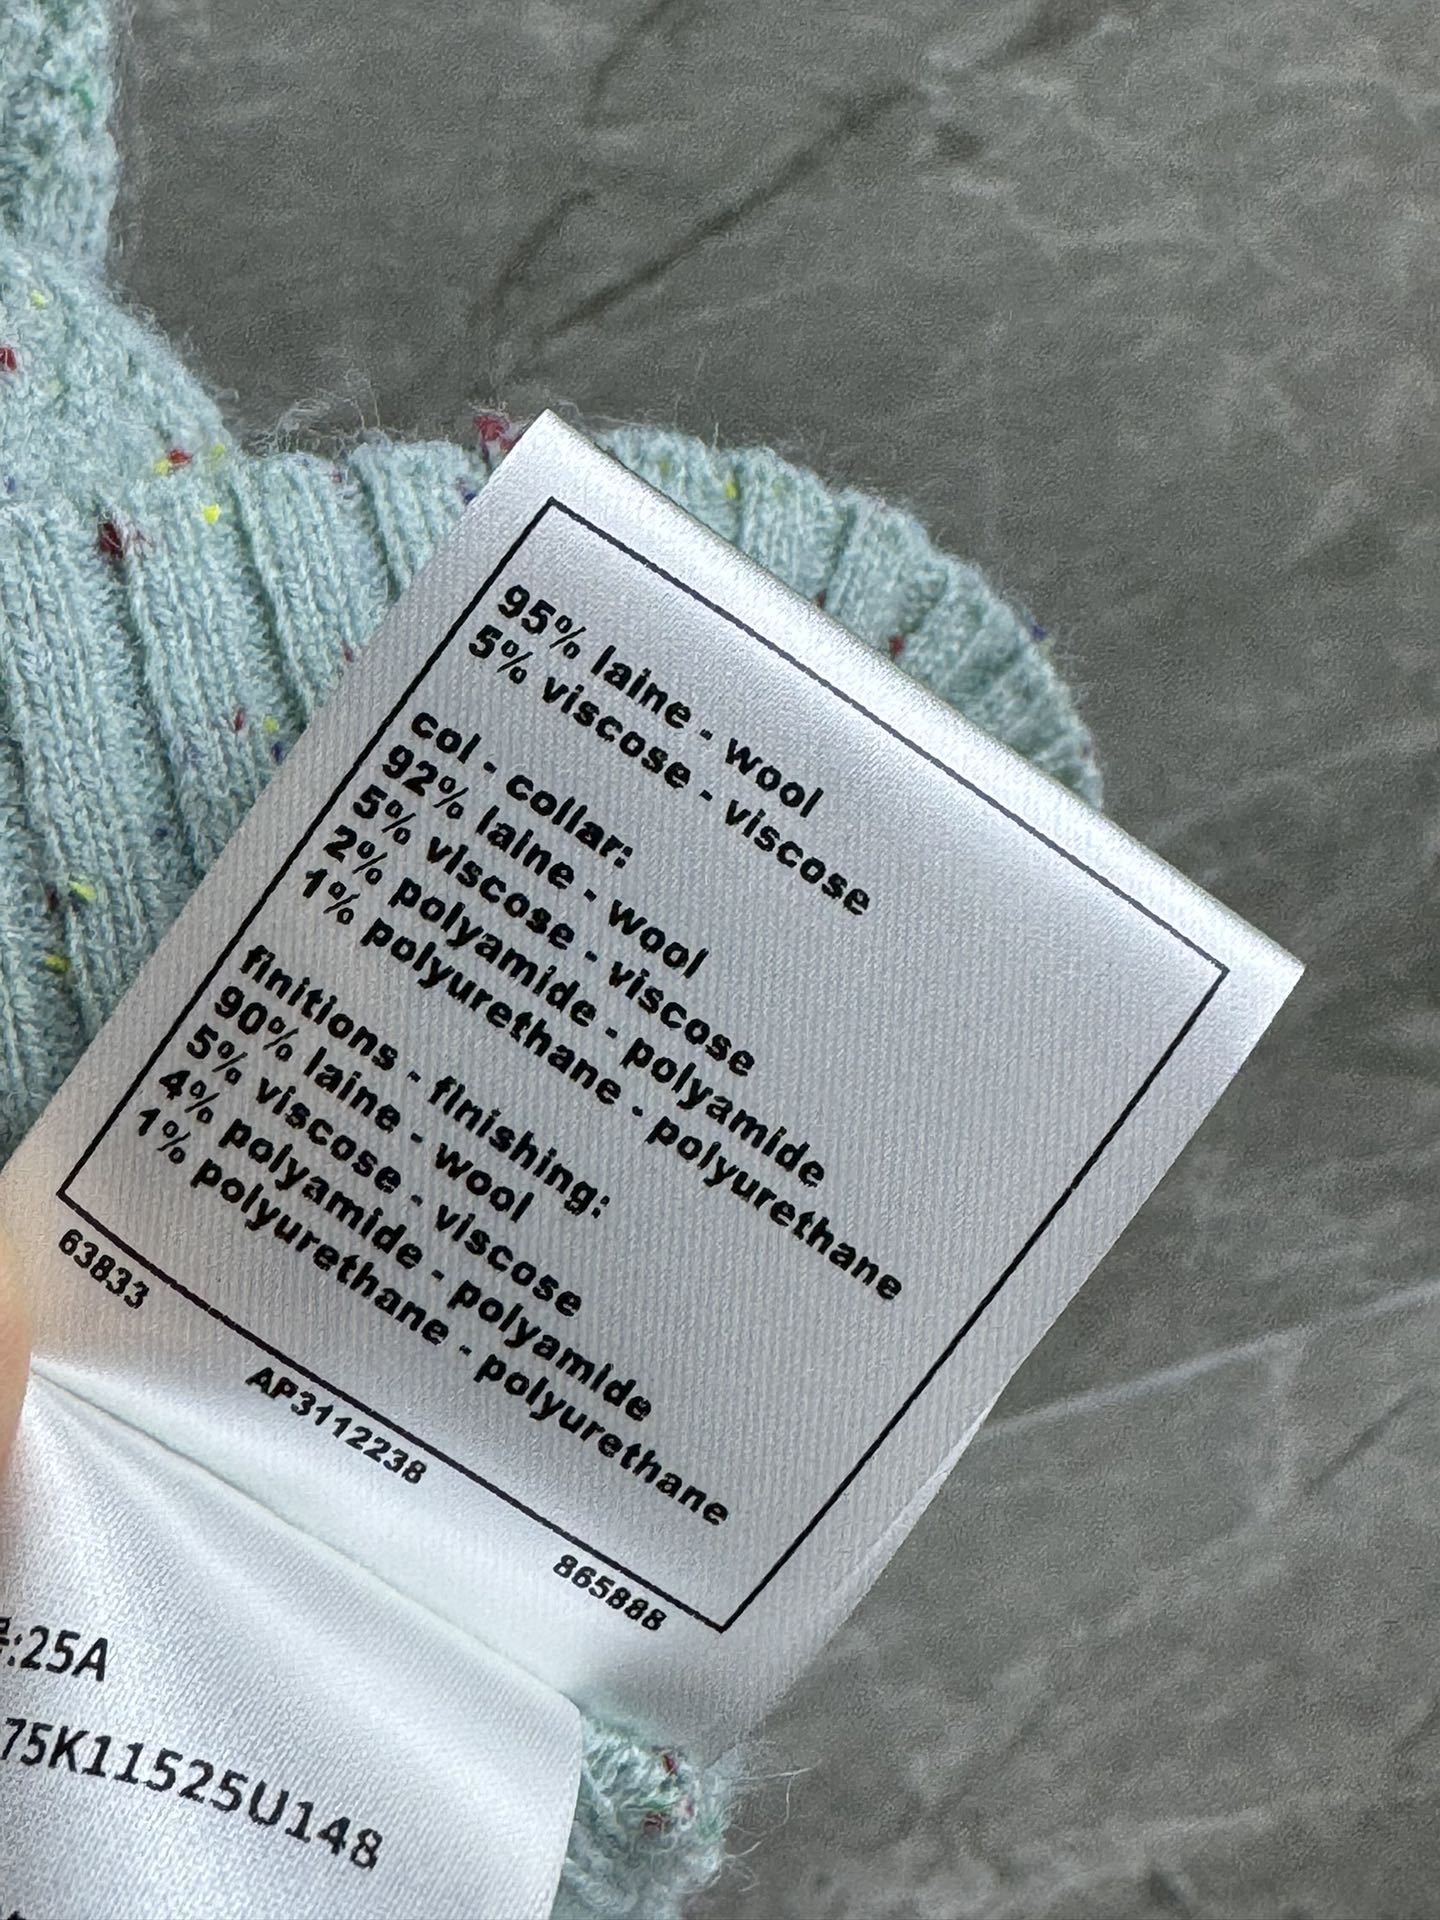 95% laine - wool
5% viscose - viscose
col - collar:
92% laine - wool
5% viscose - viscose
2% polyamide - polyamide
1% polyurethane - polyurethane
finitions - finishing:
90% laine - wool
5% viscose - viscose
4% polyamide - polyamide
1% polyurethane - polyurethane
63833 AP3112238 865888
:25A
75K11525U148